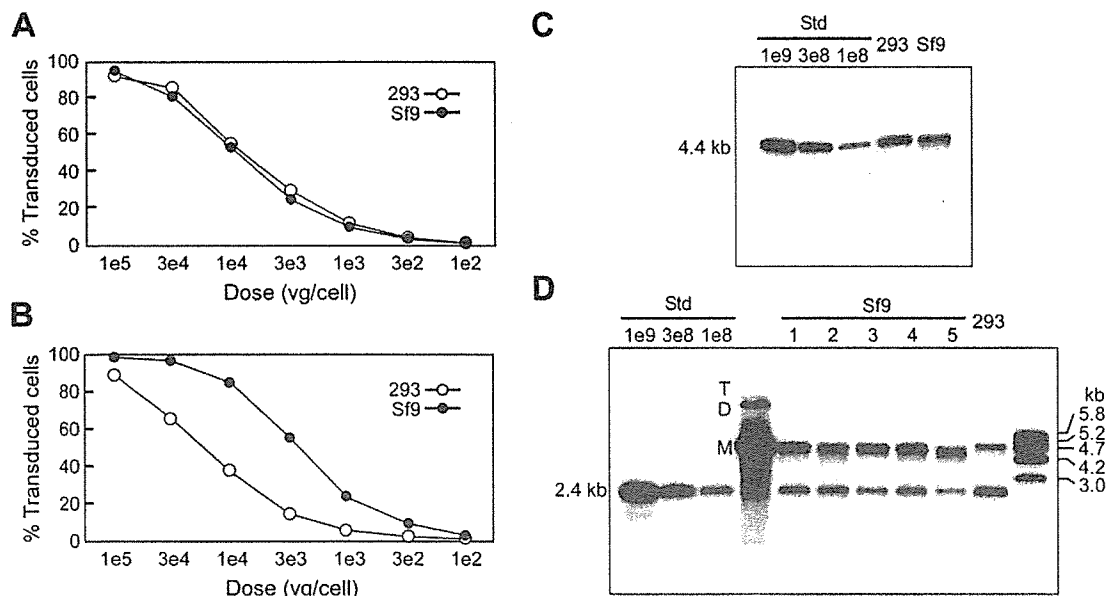 A
% Transduced cells
100
80
60
40
20
0
293
Sf9
1e5 3e4 1e4 3e3 1e3 3e2 1e2
Dose (vg/cell)
B
% Transduced cells
100
80
60
40
20
0
293
Sf9
1e5 3e4 1e4 3e3 1e3 3e2 1e2
Dose (vg/cell)
C
Std
1e9 3e8 1e8 293 Sf9
4.4 kb
D
Std Sf9 293
1e9 3e8 1e8 1 2 3 4 5
T
D
M
2.4 kb
kb
5.8
5.2
4.7
4.2
3.0